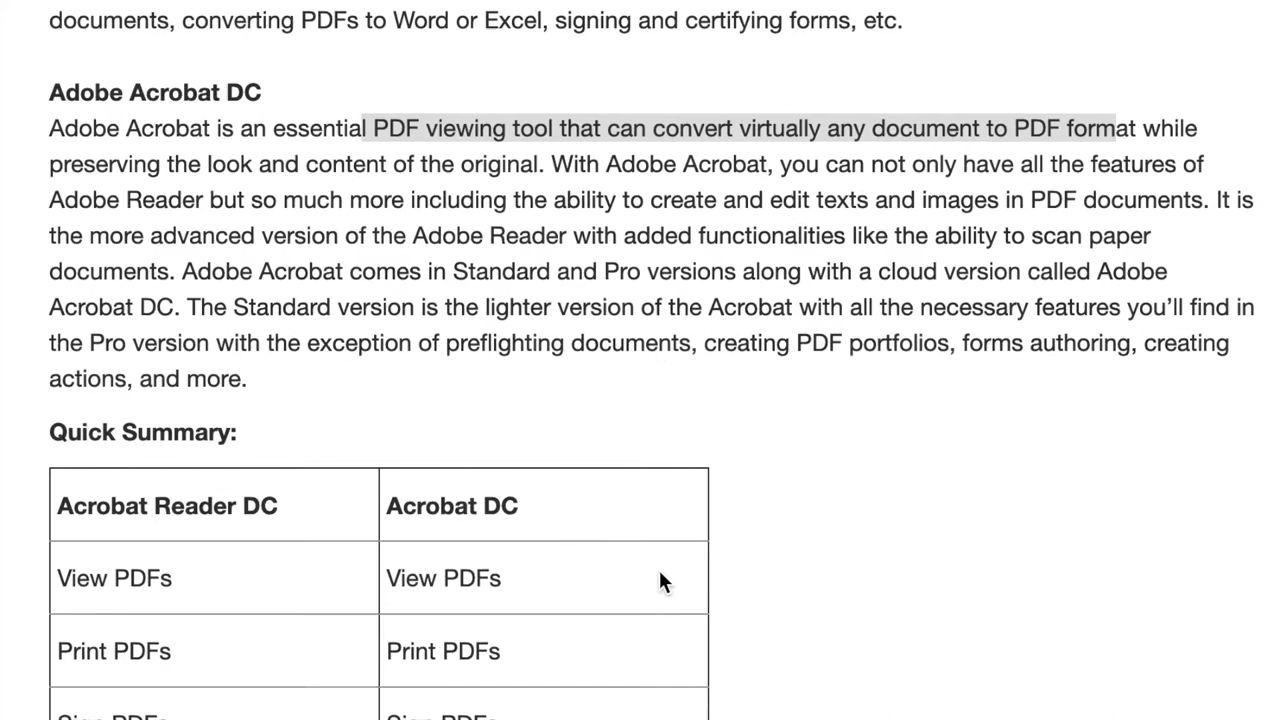 documents, converting PDFs to Word or Excel, signing and certifying forms, etc.
Adobe Acrobat DC
Adobe Acrobat is an essential PDF viewing tool that can convert virtually any document to PDF format while
preserving the look and content of the original. With Adobe Acrobat, you can not only have all the features of
Adobe Reader but so much more including the ability to create and edit texts and images in PDF documents. It is
the more advanced version of the Adobe Reader with added functionalities like the ability to scan paper
documents. Adobe Acrobat comes in Standard and Pro versions along with a cloud version called Adobe
Acrobat DC. The Standard version is the lighter version of the Acrobat with all the necessary features you’ll find in
the Pro version with the exception of preflighting documents, creating PDF portfolios, forms authoring, creating
actions, and more.
Quick Summary:
Acrobat Reader DC Acrobat DC
View PDFs View PDFs
Print PDFs Print PDFs
Sign PDFs Sign PDFs